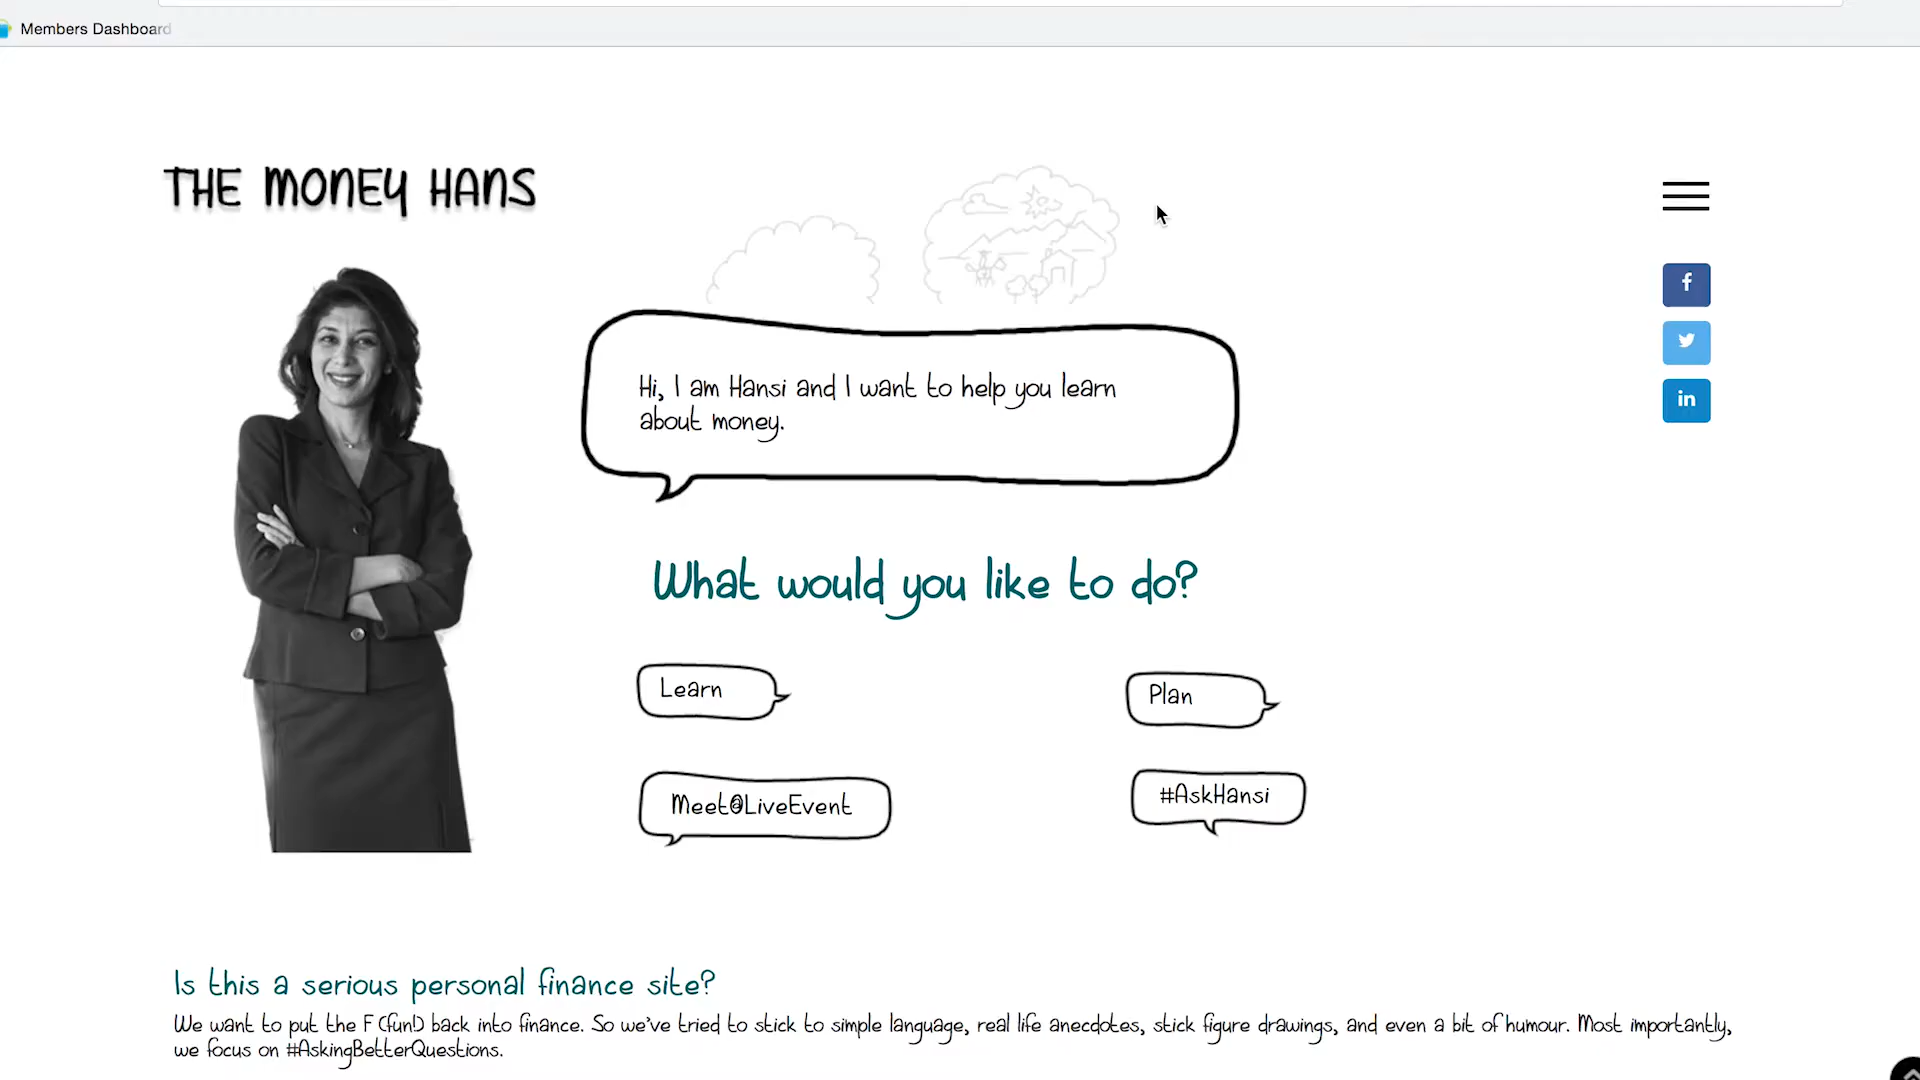 Members Dashboard
THE MONEY HANS
f
Hi, I am Hansi and I want to help you learn
about money.
in
What would you like to do?
Learn
Plan
Meet@LiveEvent
#AskHansi
Is this a serious personal finance site?
We want to put the F (fun!) back into finance. So we've tried to stick to simple language, real life anecdotes, stick figure drawings, and even a bit of humour. Most importantly,
we focus on #AskingBetterQuestions.